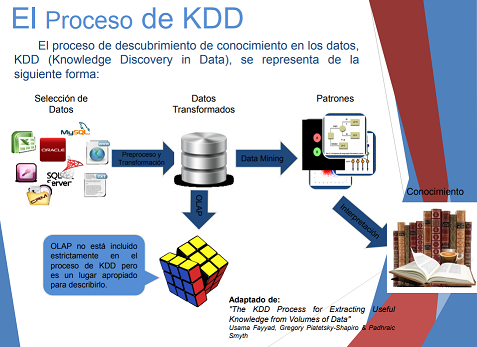 El Proceso de KDD
El proceso de descubrimiento de conocimiento en los datos,
KDD (Knowledge Discovery in Data), se representa de la
siguiente forma:
Selección de
Datos
Datos
Transformados
Patrones
MySQL
ORACLE
SQL
Server
Preproceso y
Transformación
Data Mining
Conocimiento
OLAP
Interpretación
OLAP no está incluido
estrictamente en el
proceso de KDD pero
es un lugar apropiado
para describirlo.
Adaptado de:
"The KDD Process for Extracting Useful
Knowledge from Volumes of Data"
Usama Fayyad, Gregory Piatetsky-Shapiro & Padhraic
Smyth